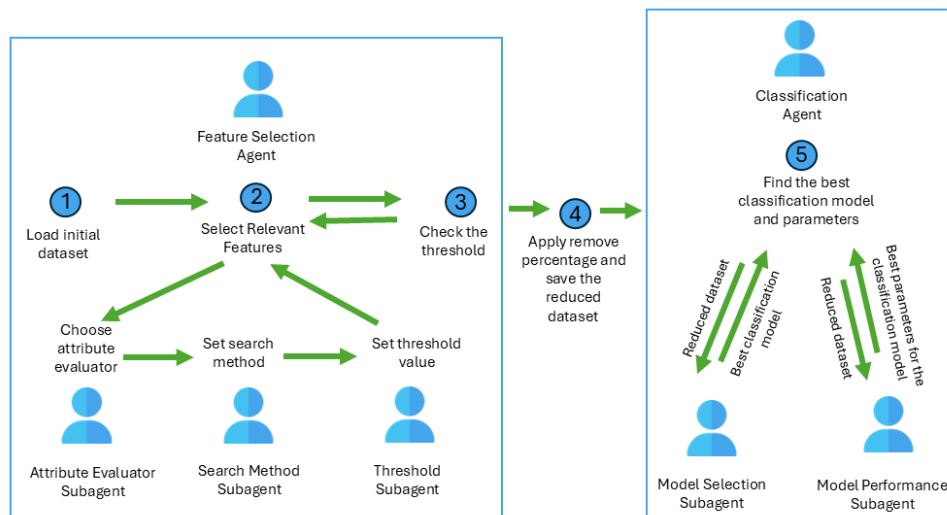 Feature Selection
Agent
1
Load initial
dataset
2
Select Relevant
Features
3
Check the
threshold
Choose
attribute
evaluator
Set search
method
Set threshold
value
Attribute Evaluator
Subagent
Search Method
Subagent
Threshold
Subagent
4
Apply remove
percentage and
save the
reduced
dataset
Classification
Agent
5
Find the best
classification model
and parameters
Reduced dataset
Best classification
model
Reduced dataset
Best parameters for the
classification model
Model Selection
Subagent
Model Performance
Subagent